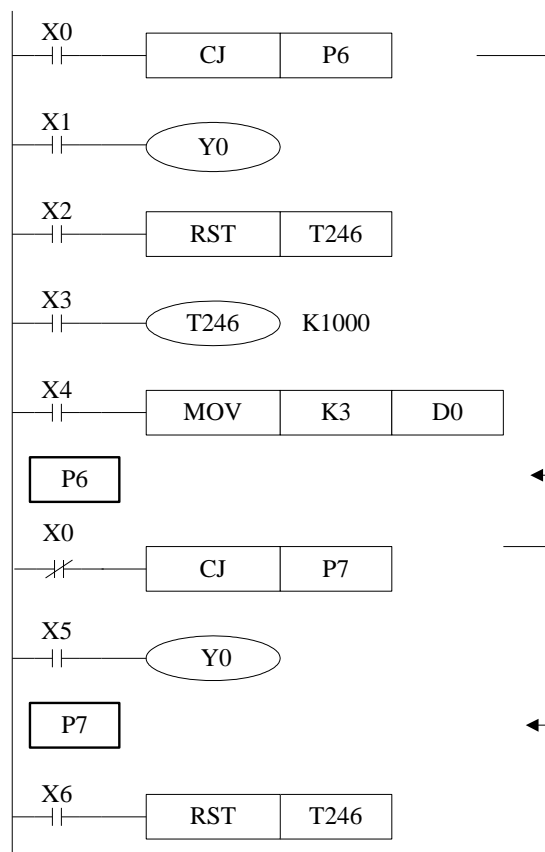 X0
CJ P6
X1
Y0
X2
RST T246
X3
T246 K1000
X4
MOV K3 D0
P6
X0
CJ P7
X5
Y0
P7
X6
RST T246